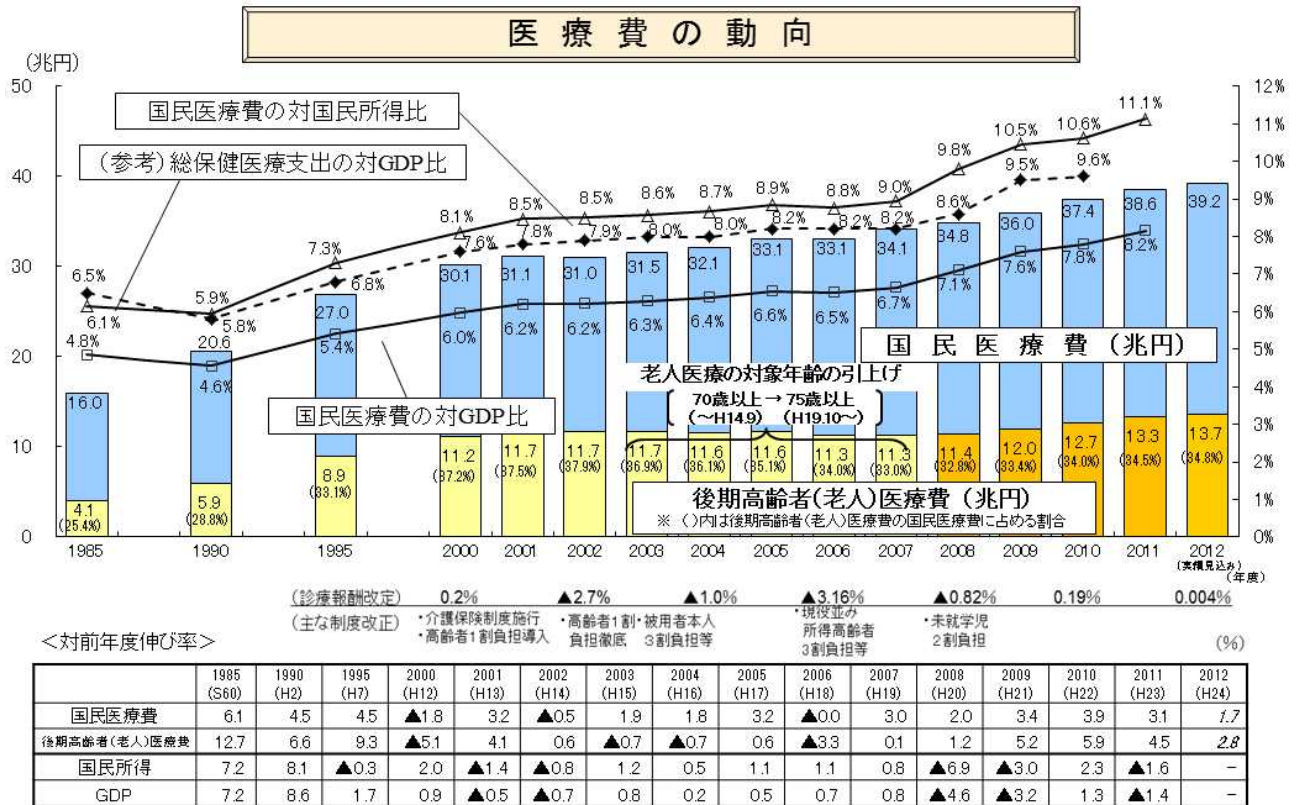 医療費の動向
(兆円)
50
40
30
20
10
0
12%
11%
10%
9%
8%
7%
6%
5%
4%
3%
2%
1%
0%
国民医療費の対国民所得比
(参考)総保健医療支出の対GDP比
国民医療費の対GDP比
6.1% 5.9% 7.3% 8.1% 8.5% 8.5% 8.6% 8.7% 8.9% 8.8% 9.0% 9.8% 10.5% 10.6% 11.1%
6.5% 5.8% 6.8% 7.6% 7.8% 7.9% 8.0% 8.0% 8.2% 8.2% 8.2% 8.6% 9.5% 9.6%
16.0 20.6 27.0 30.1 31.1 31.0 31.5 32.1 33.1 33.1 34.1 34.8 36.0 37.4 38.6 39.2
4.8% 4.6% 5.4% 6.0% 6.2% 6.2% 6.3% 6.4% 6.6% 6.5% 6.7% 7.1% 7.6% 7.8% 8.2%
国民医療費(兆円)
老人医療の対象年齢の引上げ
70歳以上→75歳以上
(~H14.9) (H19.10~)
4.1 5.9 8.9 11.2 11.7 11.7 11.7 11.6 11.6 11.3 11.3 11.4 12.0 12.7 13.3 13.7
(25.4%) (28.8%) (33.1%) (37.2%) (37.5%) (37.9%) (36.9%) (36.1%) (35.1%) (34.0%) (33.0%) (32.8%) (33.4%) (34.0%) (34.5%) (34.8%)
後期高齢者(老人)医療費(兆円)
※ ()内は後期高齢者(老人)医療費の国民医療費に占める割合
1985 1990 1995 2000 2001 2002 2003 2004 2005 2006 2007 2008 2009 2010 2011 2012
(実績見込み)
(年度)
(診療報酬改定) 0.2% ▲2.7% ▲1.0% ▲3.16% ▲0.82% 0.19% 0.004%
(主な制度改正)
・介護保険制度施行
・高齢者1割負担導入
・高齢者1割負担徹底
・被用者本人3割負担等
・現役並み
所得高齢者
3割負担等
・未就学児
2割負担
<対前年度伸び率>
(%)
1985 1990 1995 2000 2001 2002 2003 2004 2005 2006 2007 2008 2009 2010 2011 2012
(S60) (H2) (H7) (H12) (H13) (H14) (H15) (H16) (H17) (H18) (H19) (H20) (H21) (H22) (H23) (H24)
国民医療費 6.1 4.5 4.5 ▲1.8 3.2 ▲0.5 1.9 1.8 3.2 ▲0.0 3.0 2.0 3.4 3.9 3.1 1.7
後期高齢者(老人)医療費 12.7 6.6 9.3 ▲5.1 4.1 0.6 ▲0.7 ▲0.7 0.6 ▲3.3 0.1 1.2 5.2 5.9 4.5 2.8
国民所得 7.2 8.1 ▲0.3 2.0 ▲1.4 ▲0.8 1.2 0.5 1.1 1.1 0.8 ▲6.9 ▲3.0 2.3 ▲1.6 -
GDP 7.2 8.6 1.7 0.9 ▲0.5 ▲0.7 0.8 0.2 0.5 0.7 0.8 ▲4.6 ▲3.2 1.3 ▲1.4 -